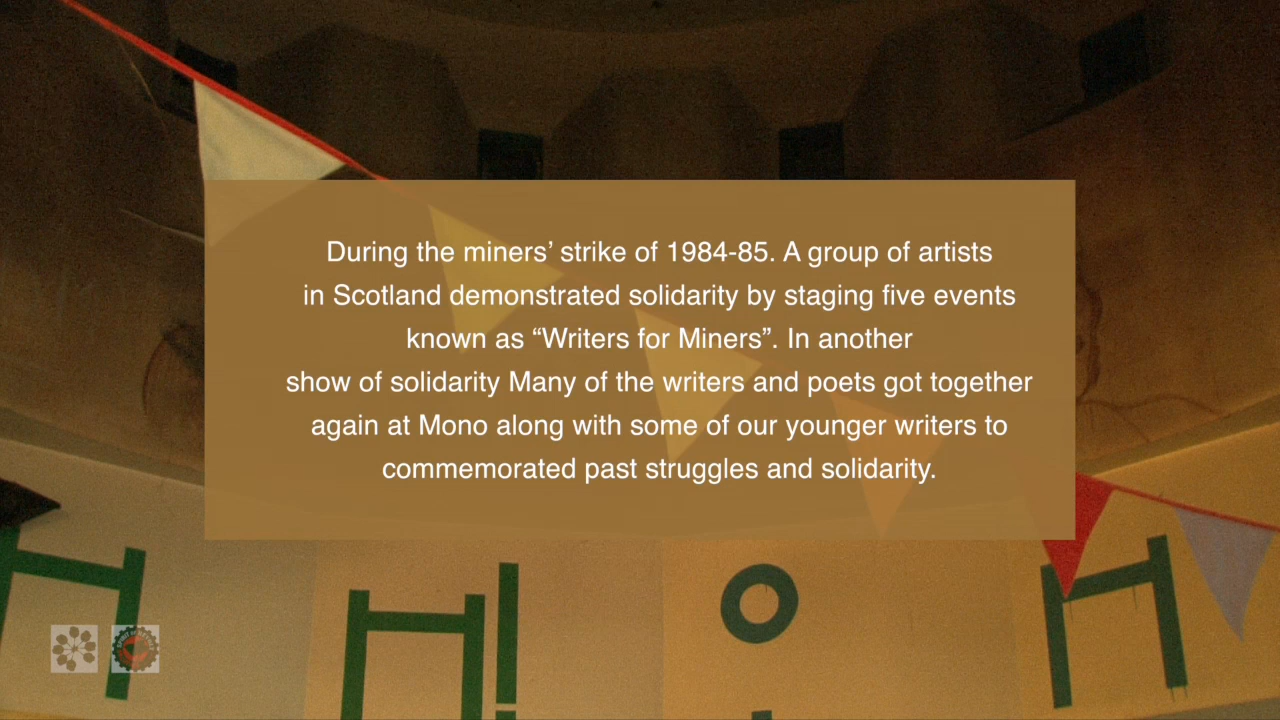 During the miners’ strike of 1984-85. A group of artists
in Scotland demonstrated solidarity by staging five events
known as “Writers for Miners”. In another
show of solidarity Many of the writers and poets got together
again at Mono along with some of our younger writers to
commemorated past struggles and solidarity.